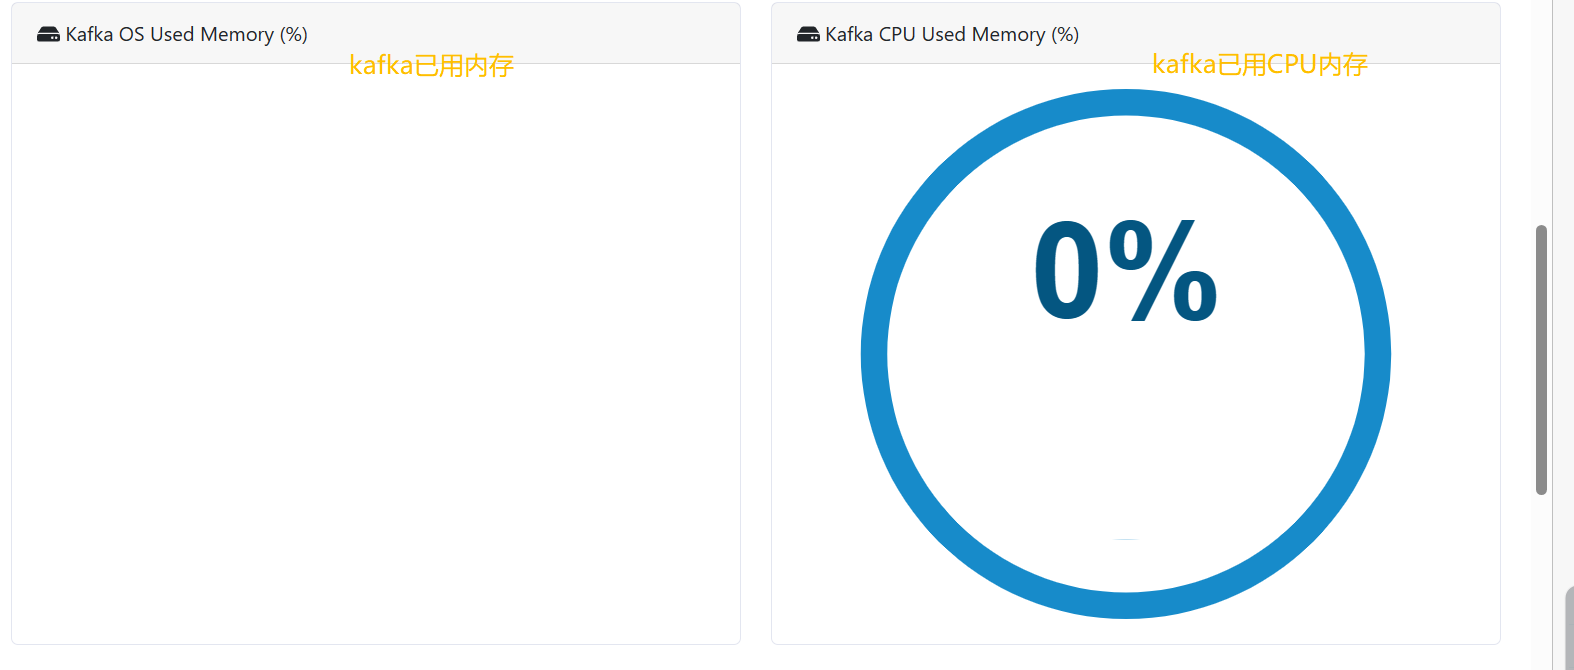 Kafka OS Used Memory (%)
kafka已用内存
Kafka CPU Used Memory (%)
kafka已用CPU内存
0%